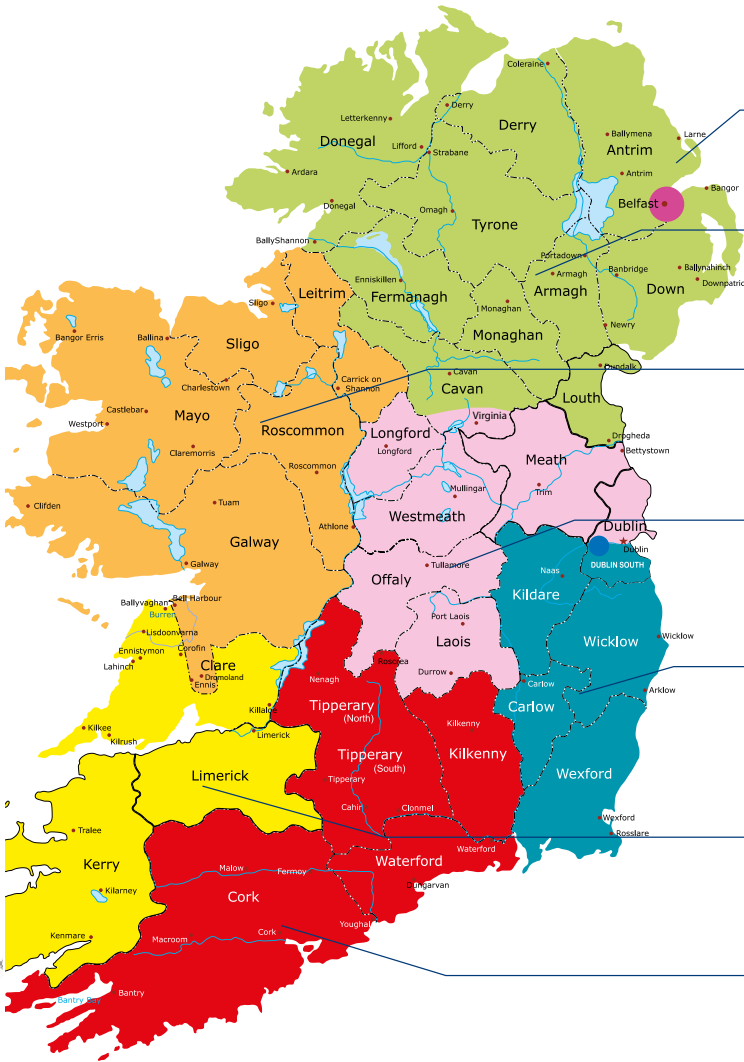 Coleraine
Derry
Letterkenny
Derry
Donegal
Ballymena
Larne
Antrim
Lifford
Strabane
Ardara
Antrim
Bangor
Donegal
Omagh
Belfast
Tyrone
BallyShannon
Portadown
Ballynahinch
Enniskillen
Armagh
Banbridge
Downpatric
Leitrim
Fermanagh
Armagh
Down
Sligo
Monaghan
Bangor Erris
Ballina
Newry
Sligo
Monaghan
Dundalk
Cavan
Charlestown
Carrick on
Shannon
Cavan
Louth
Castlebar
Mayo
Westport
Virginia
Roscommon
Longford
Longford
Drogheda
Claremorris
Bettystown
Meath
Roscommon
Mullingar
Trim
Clifden
Tuam
Westmeath
Athlone
Dublin
Galway
Dublin
Galway
Tullamore
DUBLIN SOUTH
Offaly
Naas
Kildare
Bell Harbour
Ballyvaghan
Burren
Port Laois
Lisdoonvarna
Laois
Wicklow
Wicklow
Ennistymon
Corofin
Lahinch
Clare
Roscrea
Dromoland
Durrow
Ennis
Nenagh
Carlow
Arklow
Killaloe
Tipperary
(North)
Carlow
Kilkee
Kilkenny
Kilrush
Limerick
Tipperary
(South)
Kilkenny
Limerick
Tipperary
Wexford
Cahir
Clonmel
Wexford
Tralee
Rosslare
Waterford
Kerry
Waterford
Malow
Fermoy
Kilarney
Dungarvan
Cork
Youghal
Kenmare
Macroom
Cork
Bantry
Bantry Bay